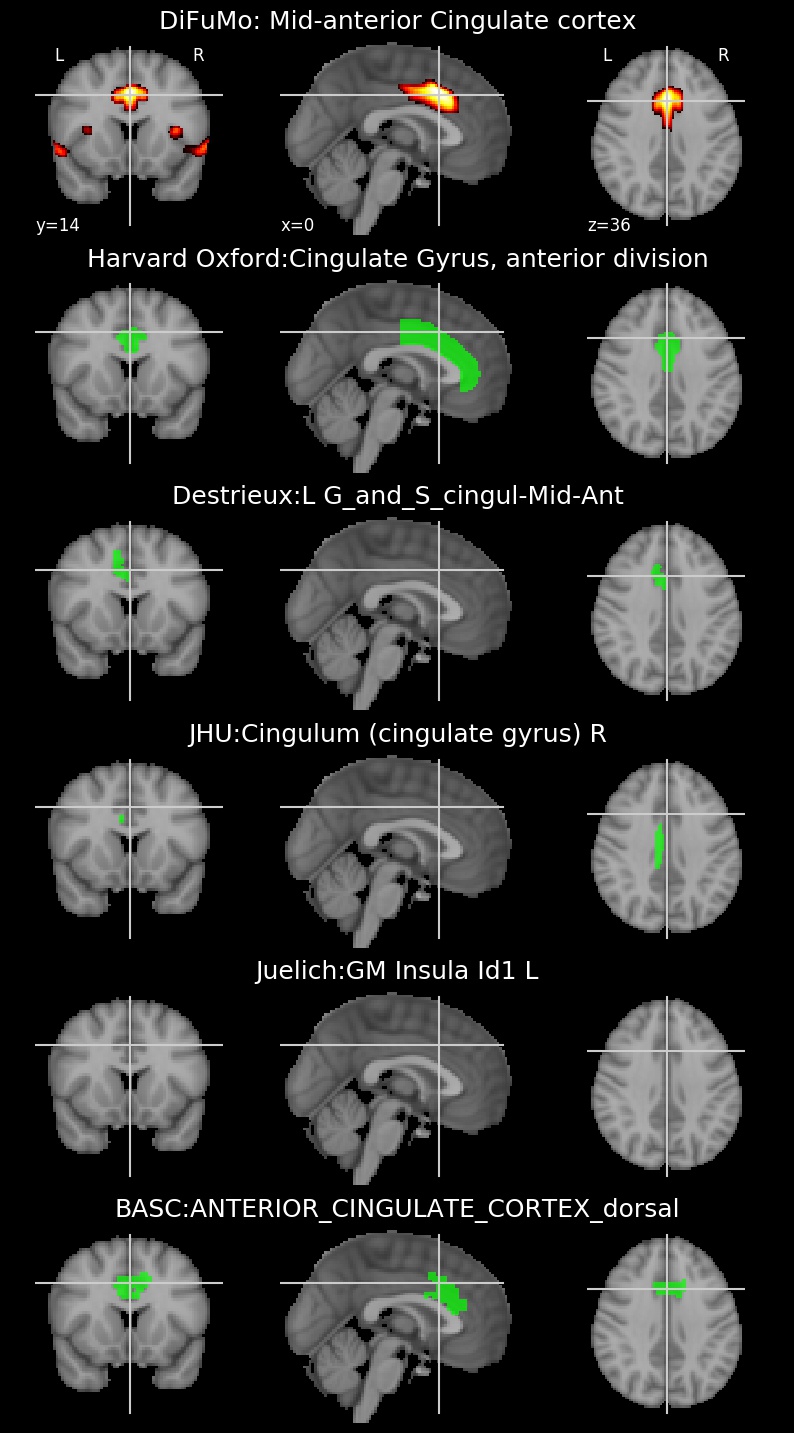 DiFuMo: Mid-anterior Cingulate cortex
L R L R
y=14 x=0 z=36
Harvard Oxford:Cingulate Gyrus, anterior division
Destrieux:L G_and_S_cingul-Mid-Ant
JHU:Cingulum (cingulate gyrus) R
Juelich:GM Insula Id1 L
BASC:ANTERIOR_CINGULATE_CORTEX_dorsal